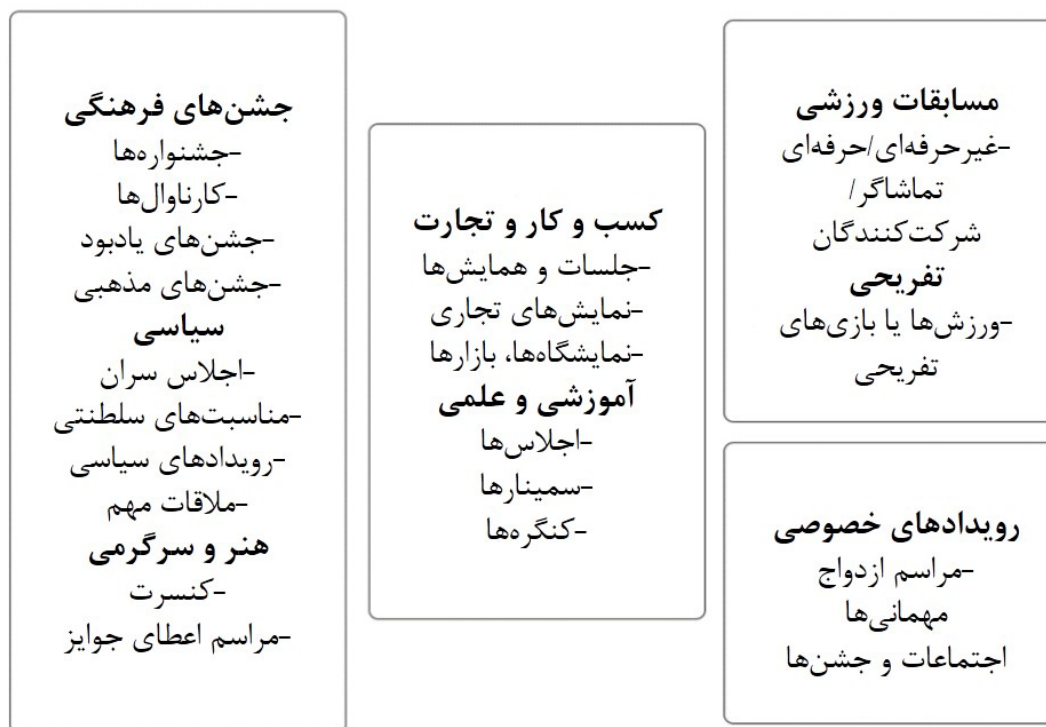 مسابقات ورزشی
-غیرحرفه‌ای/حرفه‌ای
تماشاگر/
شرکت‌کنندگان
تفریحی
-ورزش‌ها یا بازی‌های
تفریحی
رویدادهای خصوصی
-مراسم ازدواج
مهمانی‌ها
اجتماعات و جشن‌ها
کسب و کار و تجارت
-جلسات و همایش‌ها
نمایش‌های تجاری
-نمایشگاه‌ها، بازارها
آموزشی و علمی
-اجلاس‌ها
-سمینارها
-کنگره‌ها
جشن‌های فرهنگی
-جشنواره‌ها
-کارناوال‌ها
-جشن‌های یادبود
-جشن‌های مذهبی
سیاسی
-اجلاس سران
-مناسبت‌های سلطنتی
-رویدادهای سیاسی
-ملاقات مهم
هنر و سرگرمی
-کنسرت
-مراسم اعطای جوایز